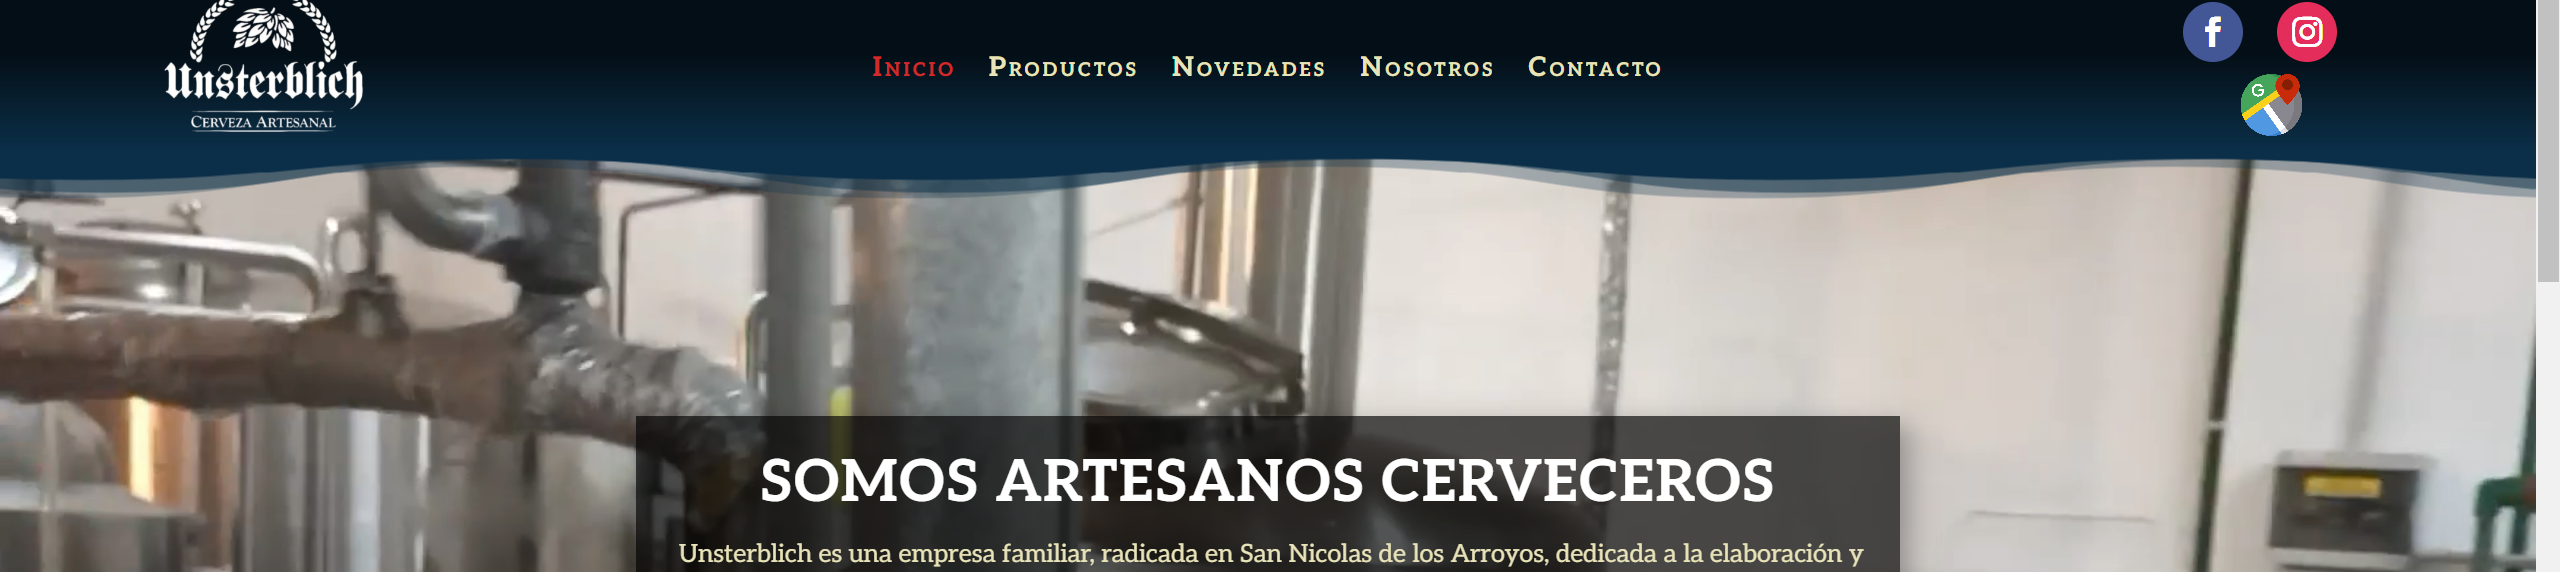 Unsterblich
Cerveza Artesanal
Inicio Productos Novedades Nosotros Contacto
f
G
SOMOS ARTESANOS CERVECEROS
Unsterblich es una empresa familiar, radicada en San Nicolas de los Arroyos, dedicada a la elaboración y